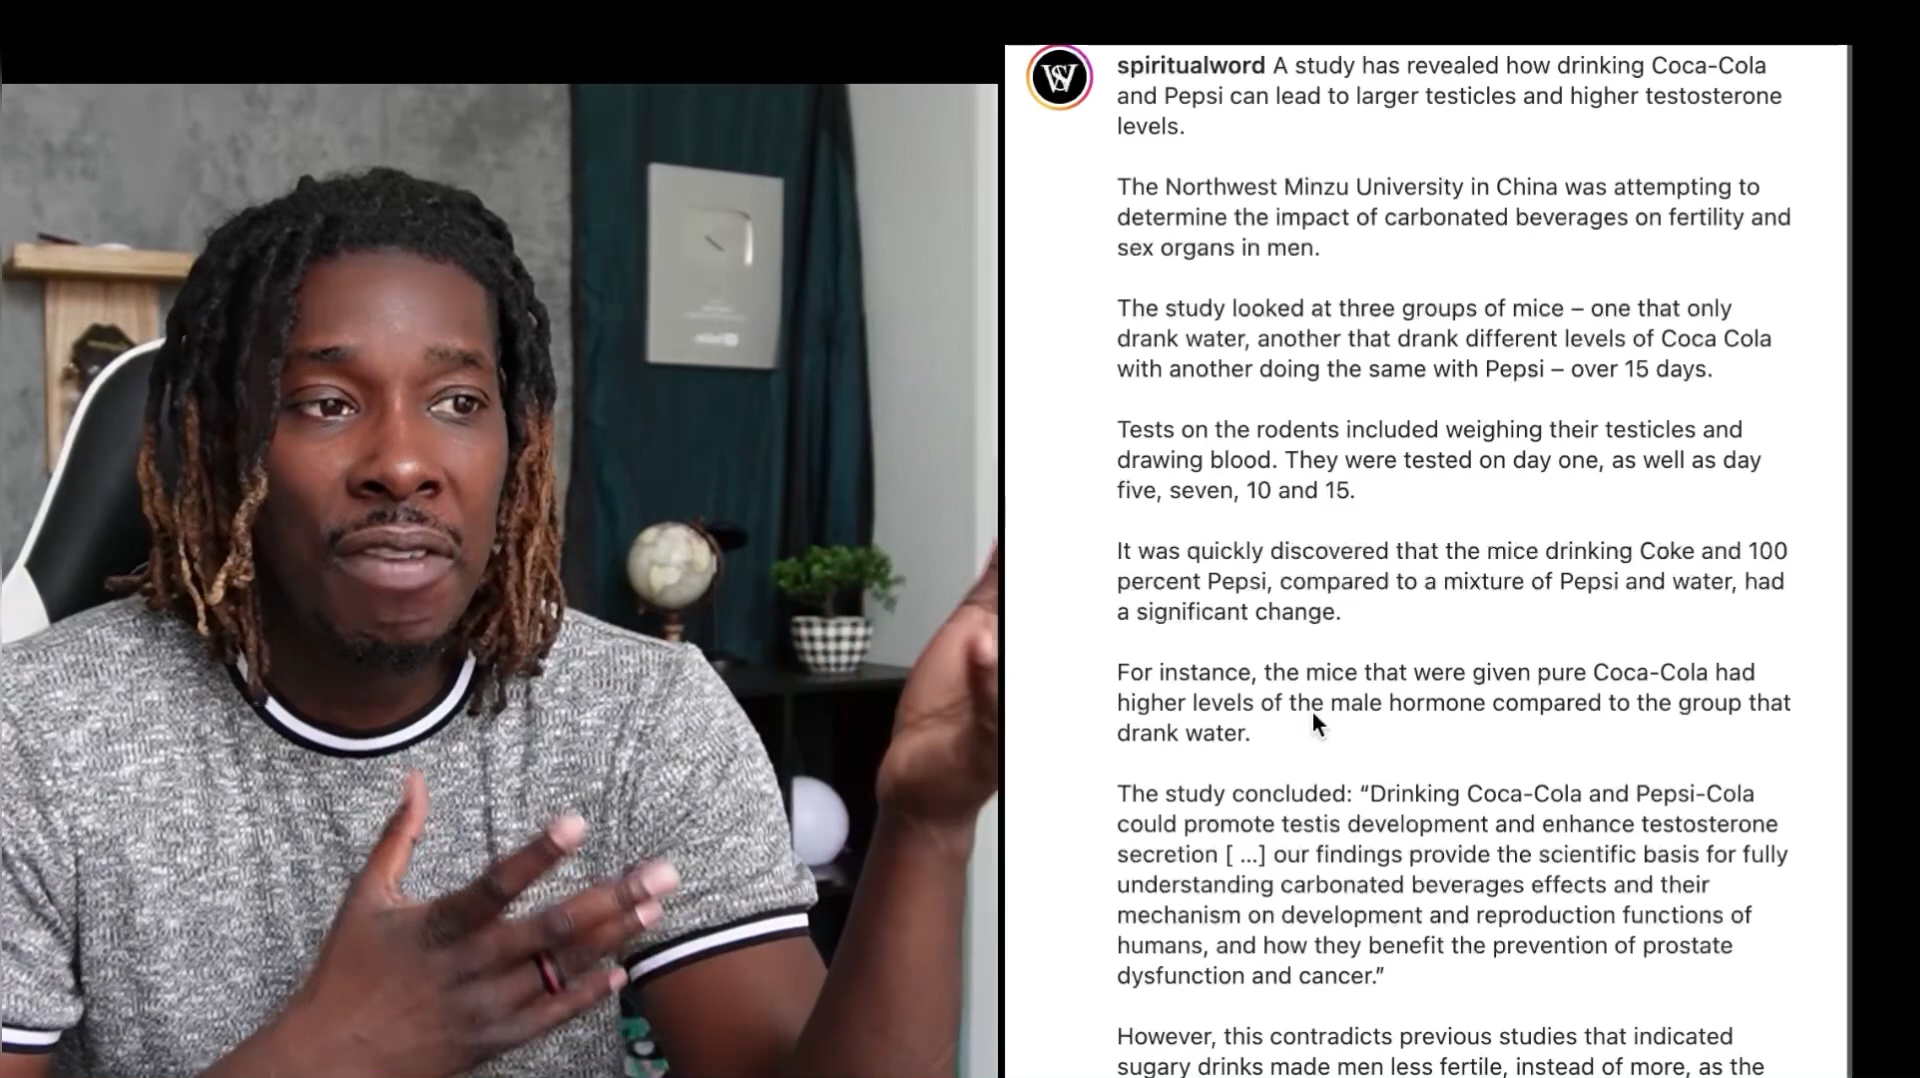 spiritualword A study has revealed how drinking Coca-Cola
and Pepsi can lead to larger testicles and higher testosterone
levels.
The Northwest Minzu University in China was attempting to
determine the impact of carbonated beverages on fertility and
sex organs in men.
The study looked at three groups of mice – one that only
drank water, another that drank different levels of Coca Cola
with another doing the same with Pepsi – over 15 days.
Tests on the rodents included weighing their testicles and
drawing blood. They were tested on day one, as well as day
five, seven, 10 and 15.
It was quickly discovered that the mice drinking Coke and 100
percent Pepsi, compared to a mixture of Pepsi and water, had
a significant change.
For instance, the mice that were given pure Coca-Cola had
higher levels of the male hormone compared to the group that
drank water.
The study concluded: “Drinking Coca-Cola and Pepsi-Cola
could promote testis development and enhance testosterone
secretion [ ...] our findings provide the scientific basis for fully
understanding carbonated beverages effects and their
mechanism on development and reproduction functions of
humans, and how they benefit the prevention of prostate
dysfunction and cancer.”
However, this contradicts previous studies that indicated
sugary drinks made men less fertile, instead of more, as the